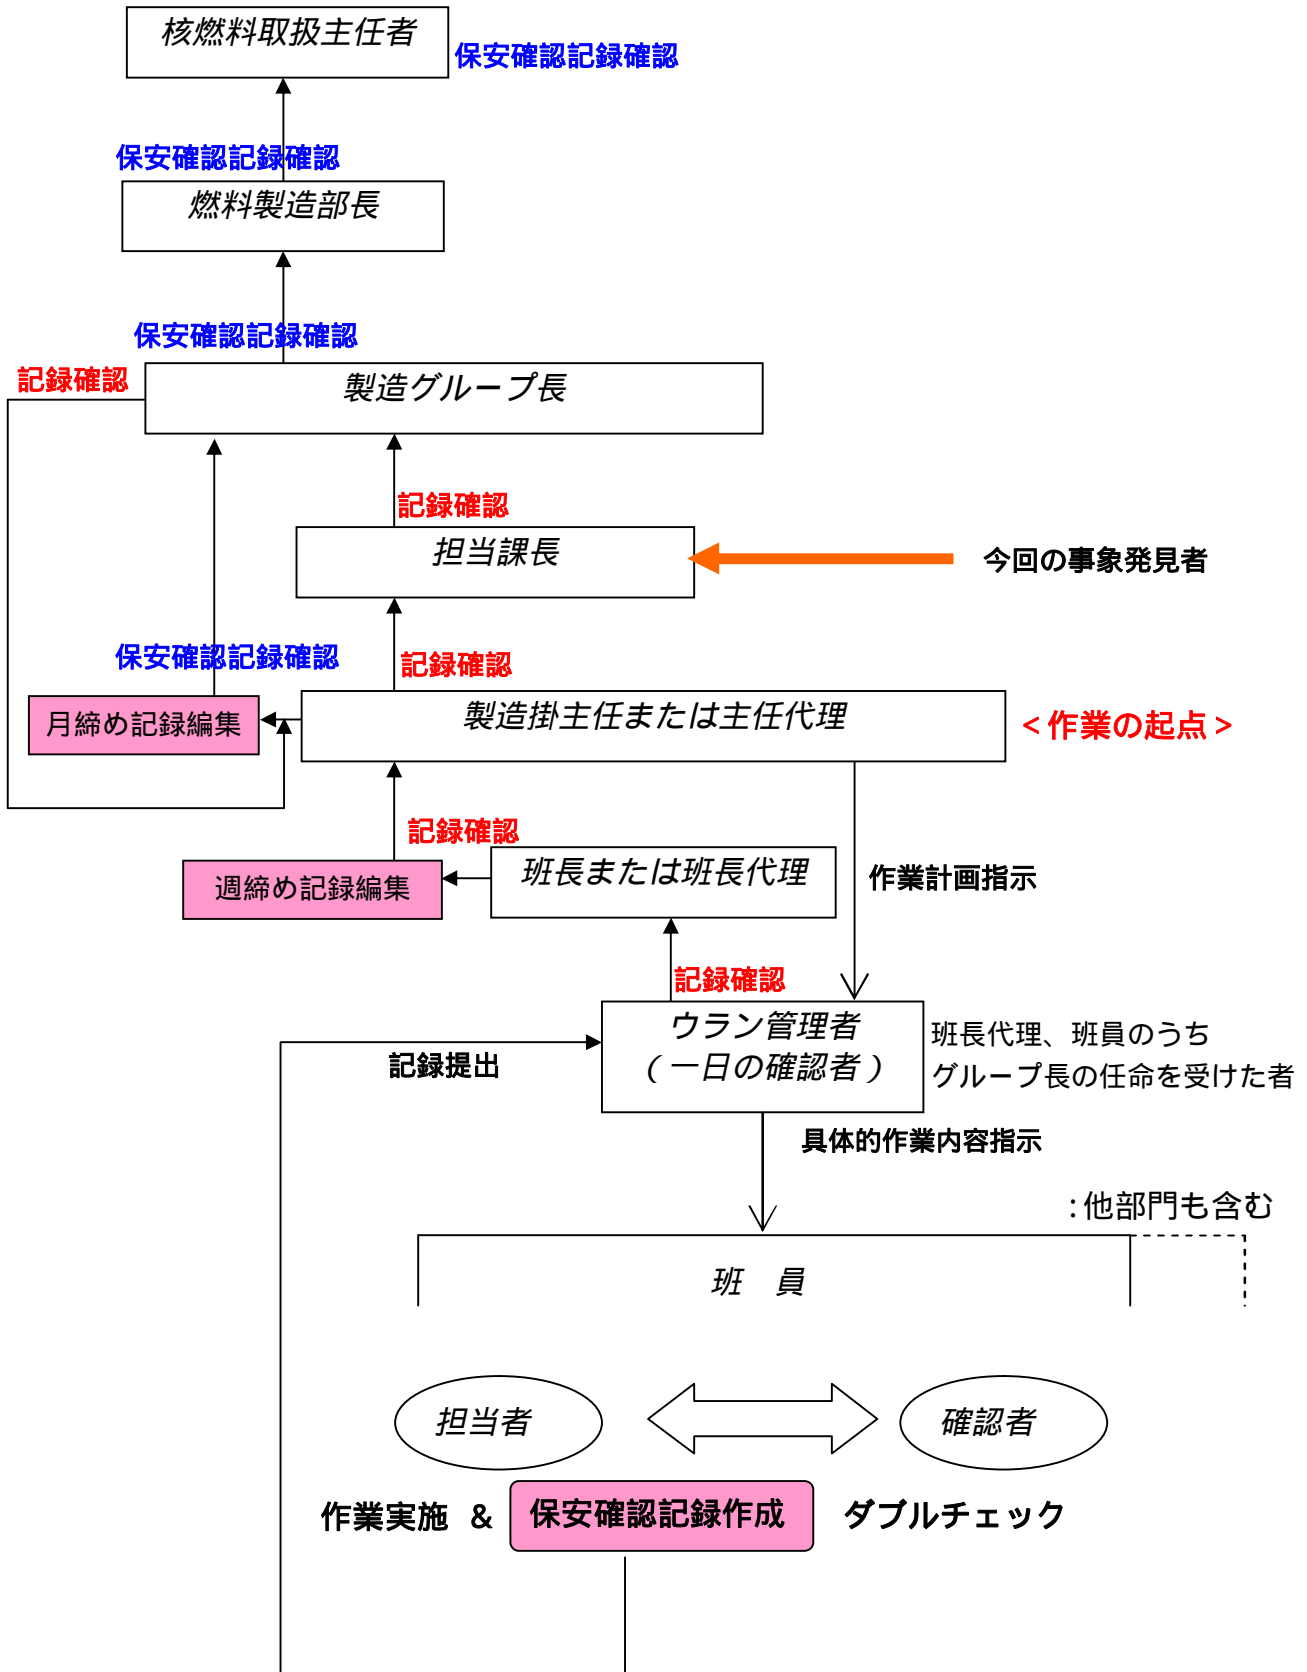 核燃料取扱主任者
保安確認記録確認
保安確認記録確認
燃料製造部長
保安確認記録確認
記録確認
製造グループ長
記録確認
担当課長
今回の事象発見者
保安確認記録確認
記録確認
月締め記録編集
製造掛主任または主任代理
<作業の起点>
記録確認
週締め記録編集
班長または班長代理
作業計画指示
記録確認
ウラン管理者
(一日の確認者)
班長代理、班員のうち
グループ長の任命を受けた者
記録提出
具体的作業内容指示
:他部門も含む
班 員
担当者
確認者
作業実施 & 保安確認記録作成 ダブルチェック